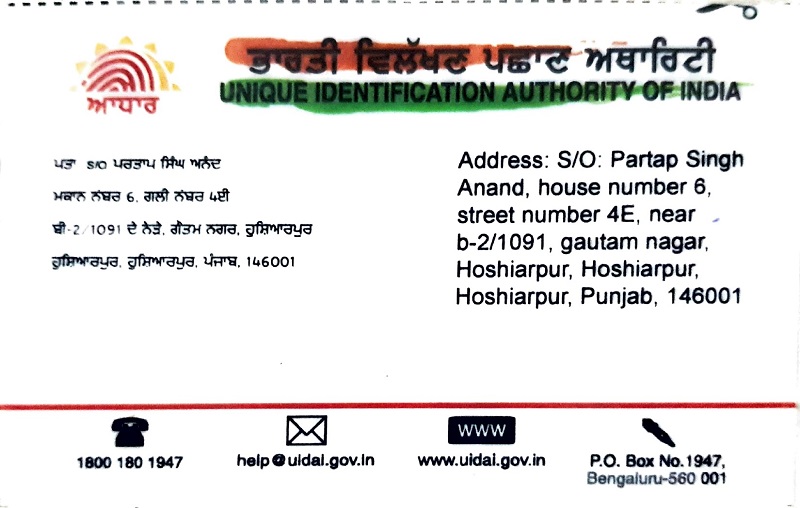 ਭਾਰਤੀ ਵਿਲੱਖਣ ਪਛਾਣ ਅਥਾਰਿਟੀ
UNIQUE IDENTIFICATION AUTHORITY OF INDIA
ਆਧਾਰ
ਪਤਾ S/O ਪਰਤਾਪ ਸਿੰਘ ਅਨੰਦ
ਮਕਾਨ ਨੰਬਰ 6, ਗਲੀ ਨੰਬਰ 4ਈ
ਬੀ-2/1091 ਦੇ ਨੇੜੇ, ਗੌਤਮ ਨਗਰ, ਹੁਸ਼ਿਆਰਪੁਰ
ਹੁਸ਼ਿਆਰਪੁਰ, ਹੁਸ਼ਿਆਰਪੁਰ, ਪੰਜਾਬ, 146001
Address: S/O: Partap Singh
Anand, house number 6,
street number 4E, near
b-2/1091, gautam nagar,
Hoshiarpur, Hoshiarpur,
Hoshiarpur, Punjab, 146001
1800 180 1947
help@uidai.gov.in
WWW
www.uidai.gov.in
P.O. Box No.1947,
Bengaluru-560 001